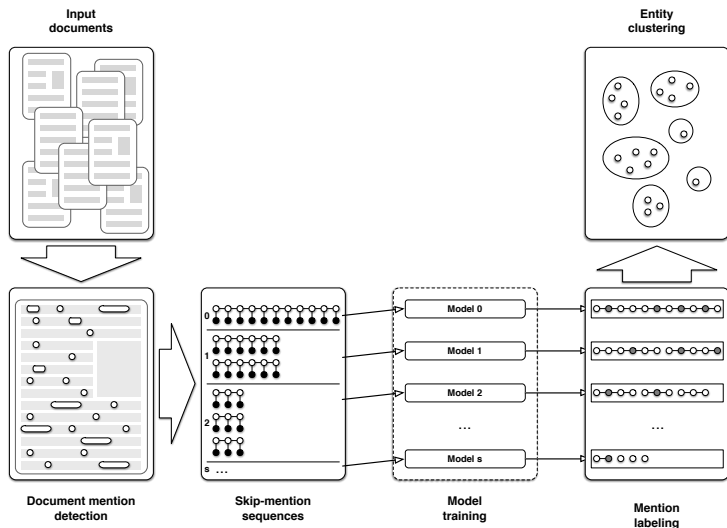 Input
documents
Entity
clustering
0
1
2
s ...
Model 0
Model 1
Model 2
...
Model s
...
Document mention
detection
Skip-mention
sequences
Model
training
Mention
labeling